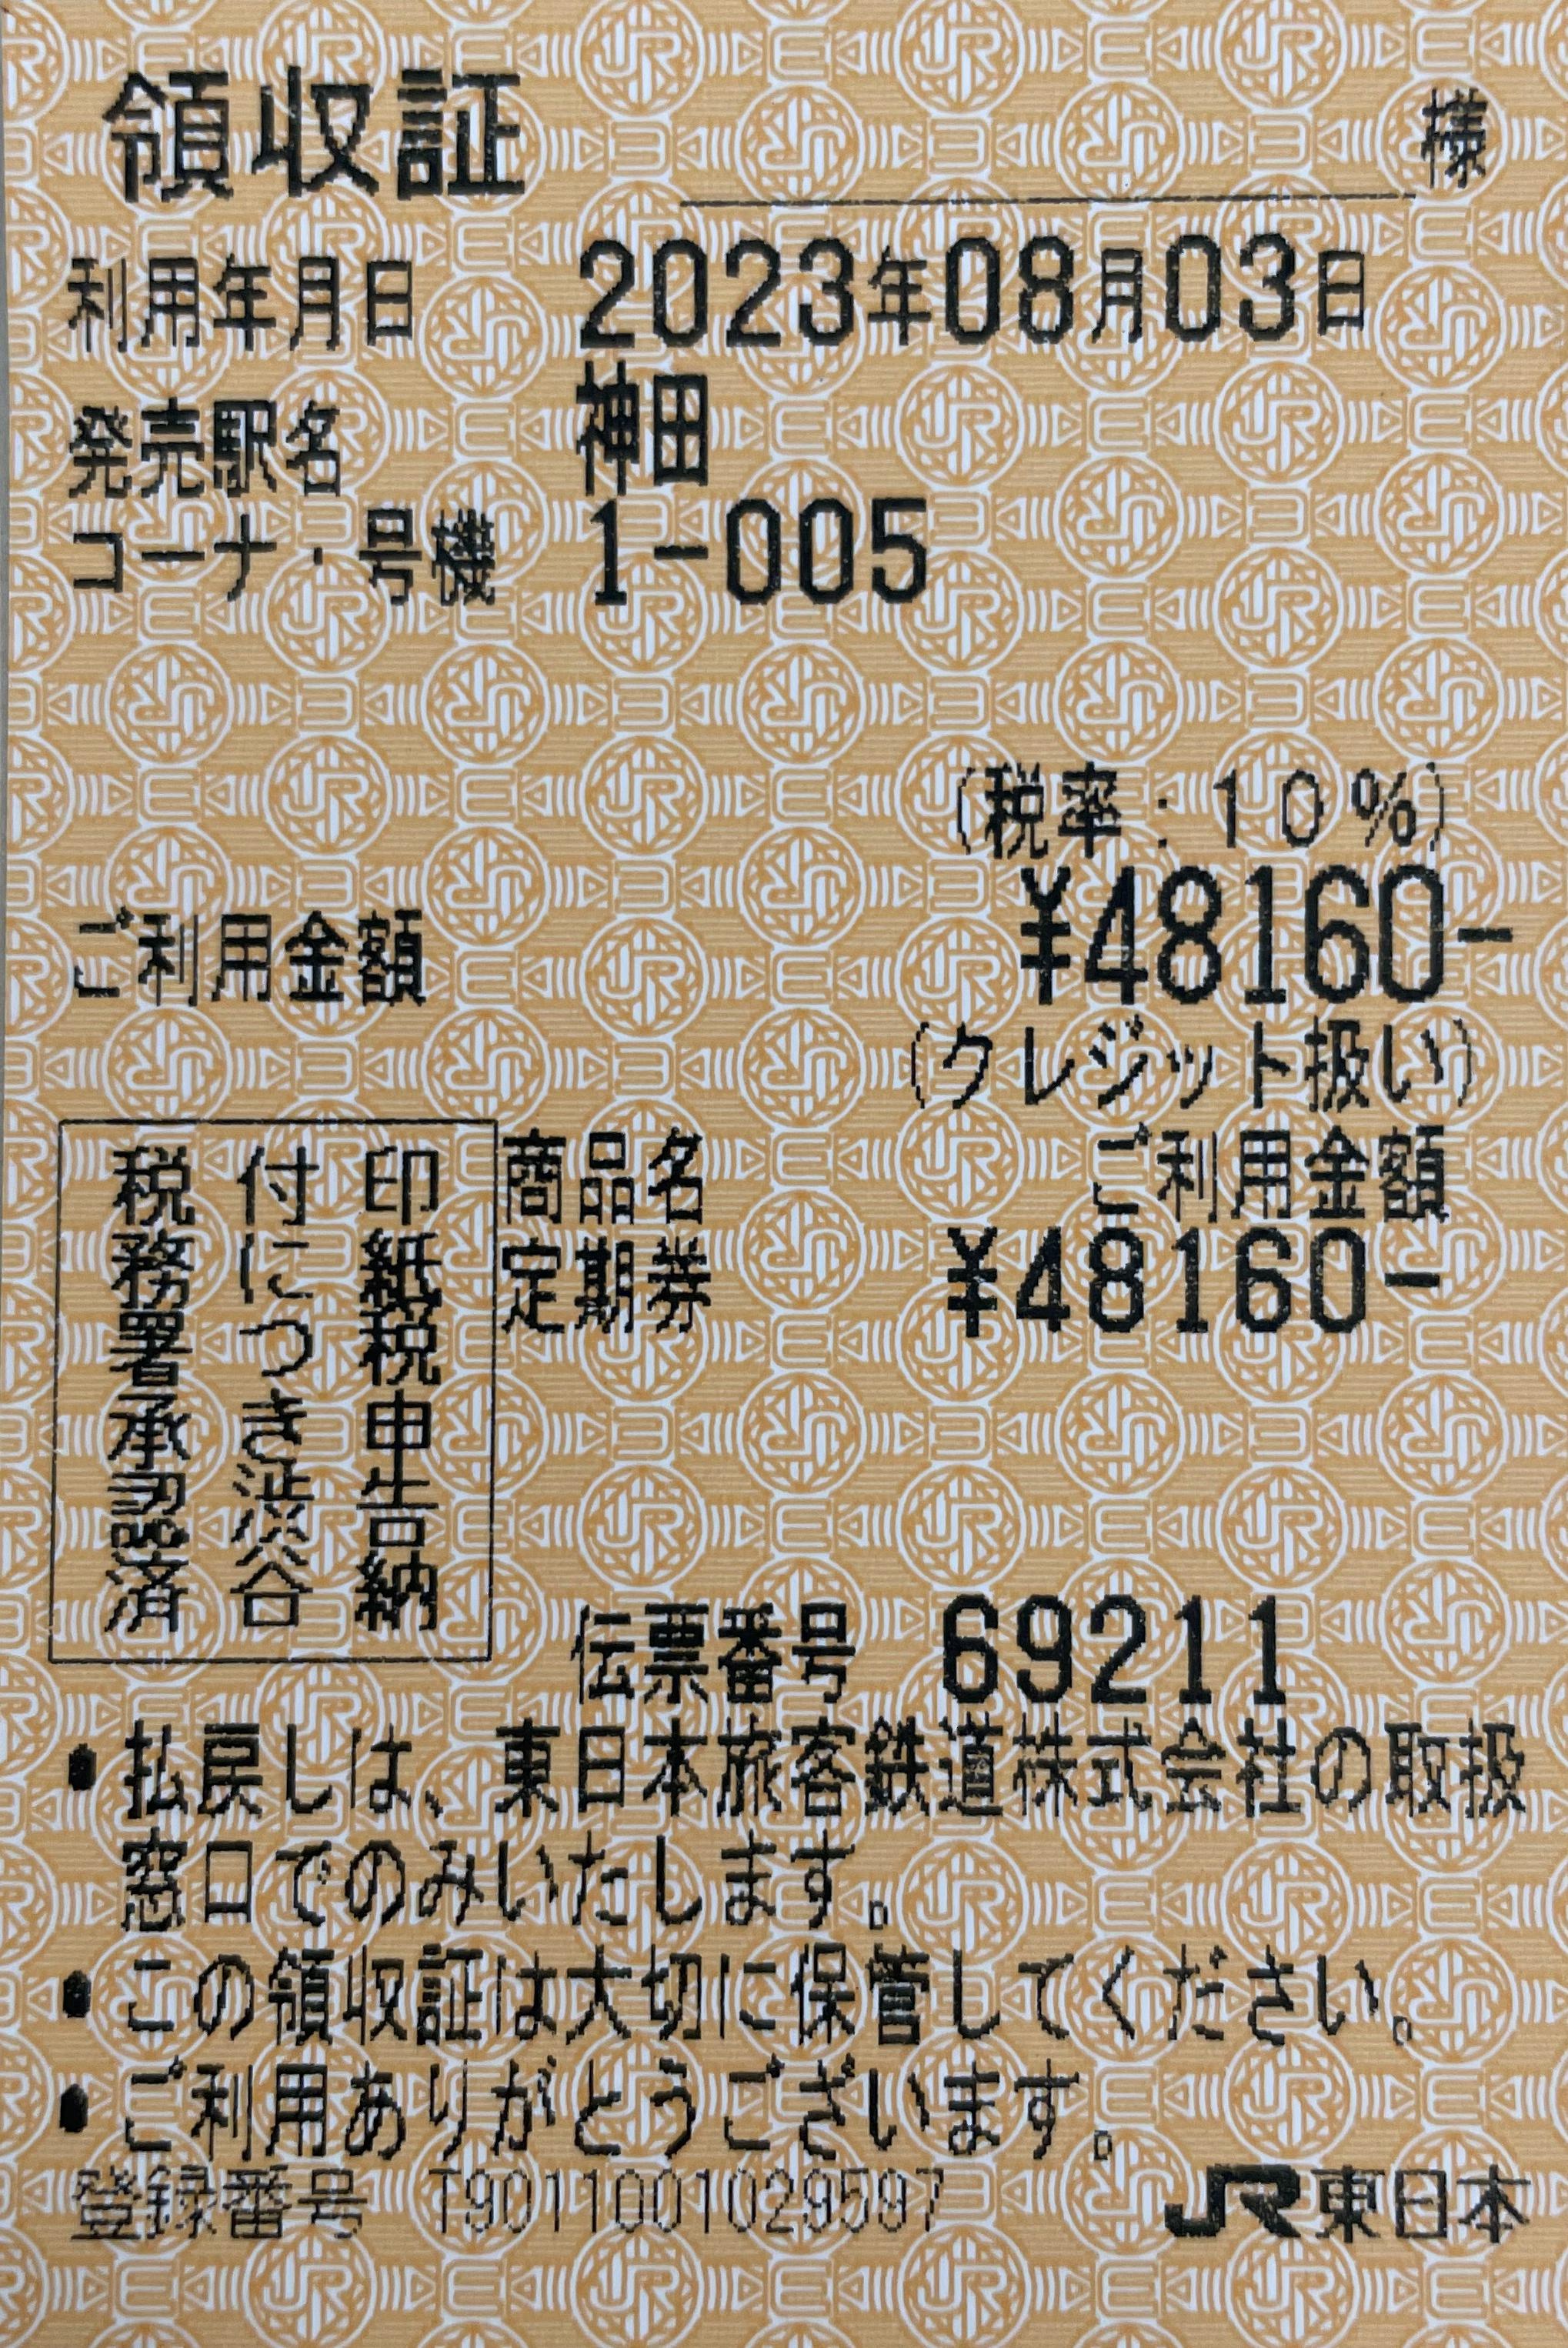 領収証 様
利用年月日 2023年08月03日
発売駅名 神田
コーナ・号機 1-005
(税率:10%)
ご利用金額 ¥48160-
(クレジット扱い)
商品名 ご利用金額
定期券 ¥48160-
印紙税申告納
付につき渋谷
税務署承認済
伝票番号 69211
•払戻しは、東日本旅客鉄道株式会社の取扱
窓口でのみいたします。
•この領収証は大切に保管してください。
•ご利用ありがとうございます。
登録番号 T9011001029597 JR東日本